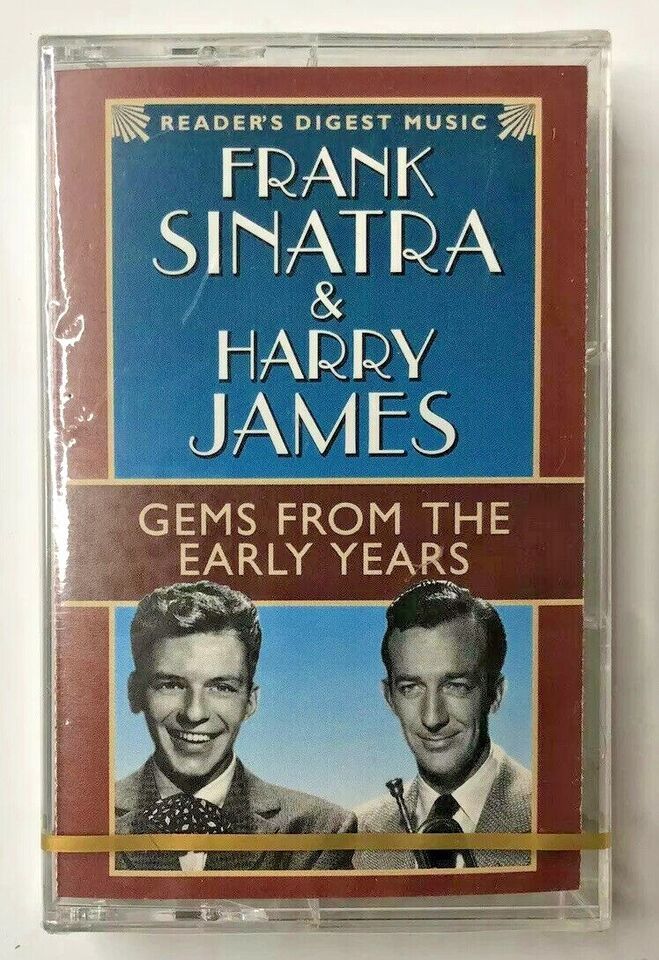 READER'S DIGEST MUSIC
FRANK
SINATRA
&
HARRY
JAMES
GEMS FROM THE
EARLY YEARS